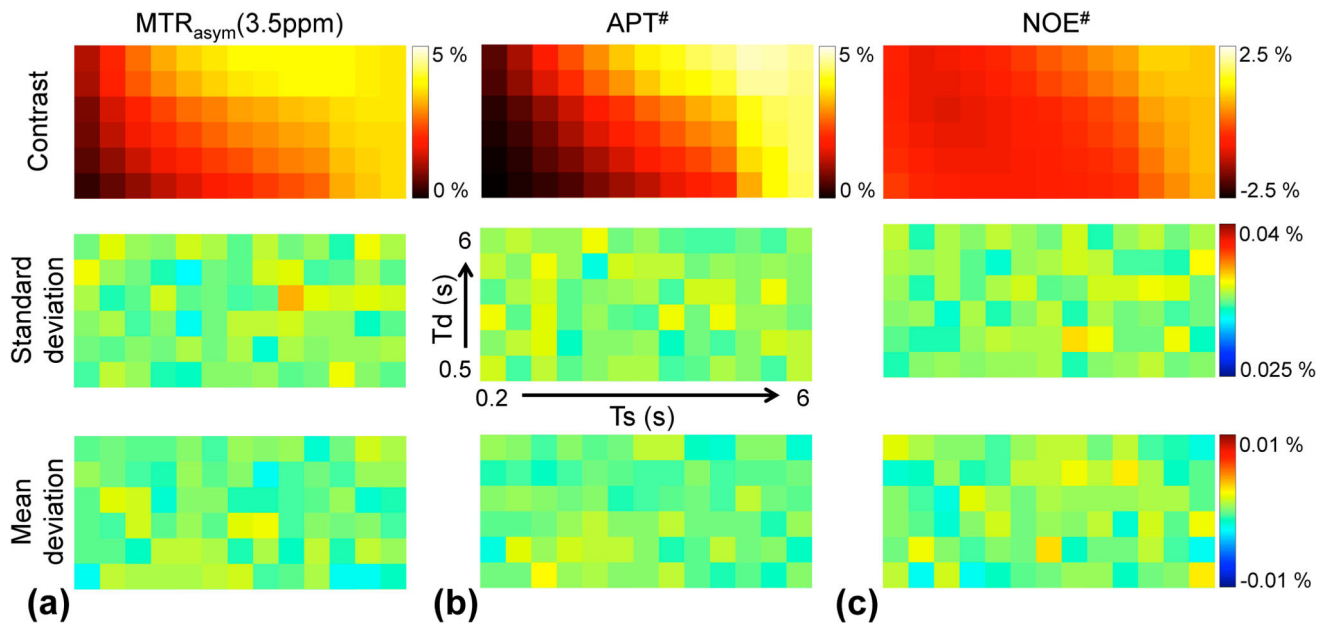 MTRasym(3.5ppm)
APT#
NOE#
Contrast
5 %
0 %
5 %
0 %
2.5 %
-2.5 %
Standard
deviation
6
Td (s)
0.5
0.2
6
Ts (s)
0.04 %
0.025 %
Mean
deviation
0.01 %
-0.01 %
(a)
(b)
(c)